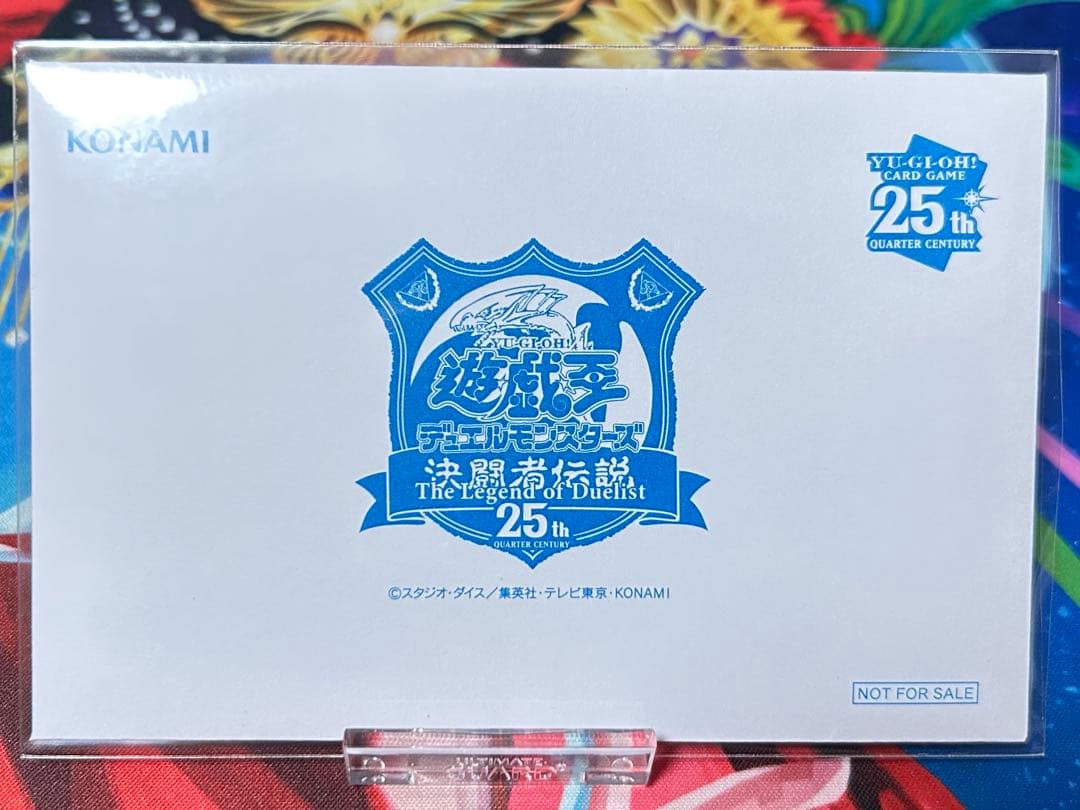 KONAMI
YU-GI-OH!
CARD GAME
25th
QUARTER CENTURY
YU-GI-OH!
遊戯王
デュエルモンスターズ
決闘者伝説
The Legend of Duelist
25th
QUARTER CENTURY
©スタジオ・ダイス／集英社・テレビ東京・KONAMI
NOT FOR SALE
ULTIMATE
GUARD